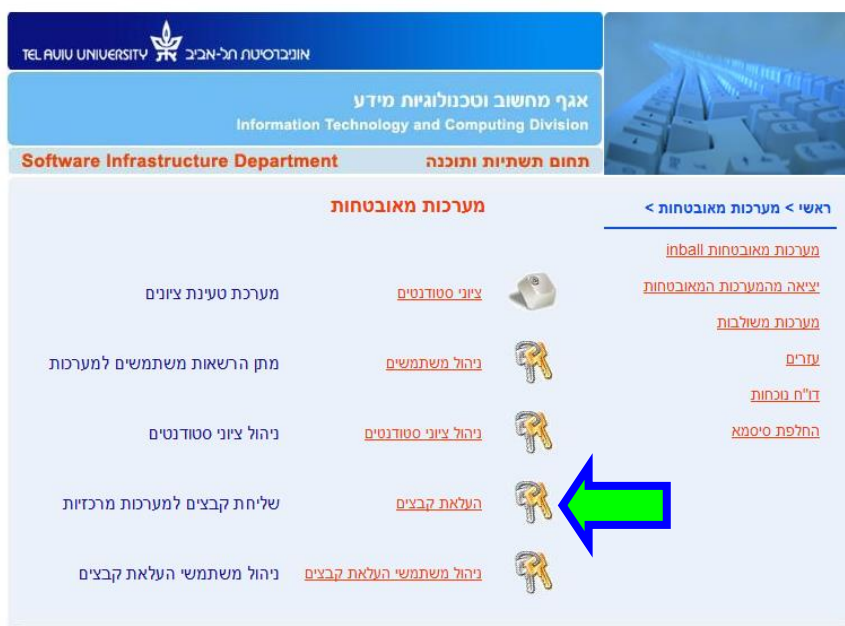 TEL AVIV UNIVERSITY אוניברסיטת תל-אביב
אגף מחשוב וטכנולוגיות מידע
Information Technology and Computing Division
Software Infrastructure Department תחום תשתיות ותוכנה
ראשי > מערכות מאובטחות >
מערכות מאובטחות inball
יציאה מהמערכות המאובטחות
מערכות משולבות
עזרים
דו"ח נוכחות
החלפת סיסמא
מערכות מאובטחות
ציוני סטודנטים מערכת טעינת ציונים
ניהול משתמשים מתן הרשאות משתמשים למערכות
ניהול ציוני סטודנטים ניהול ציוני סטודנטים
העלאת קבצים שליחת קבצים למערכות מרכזיות
ניהול משתמשי העלאת קבצים ניהול משתמשי העלאת קבצים